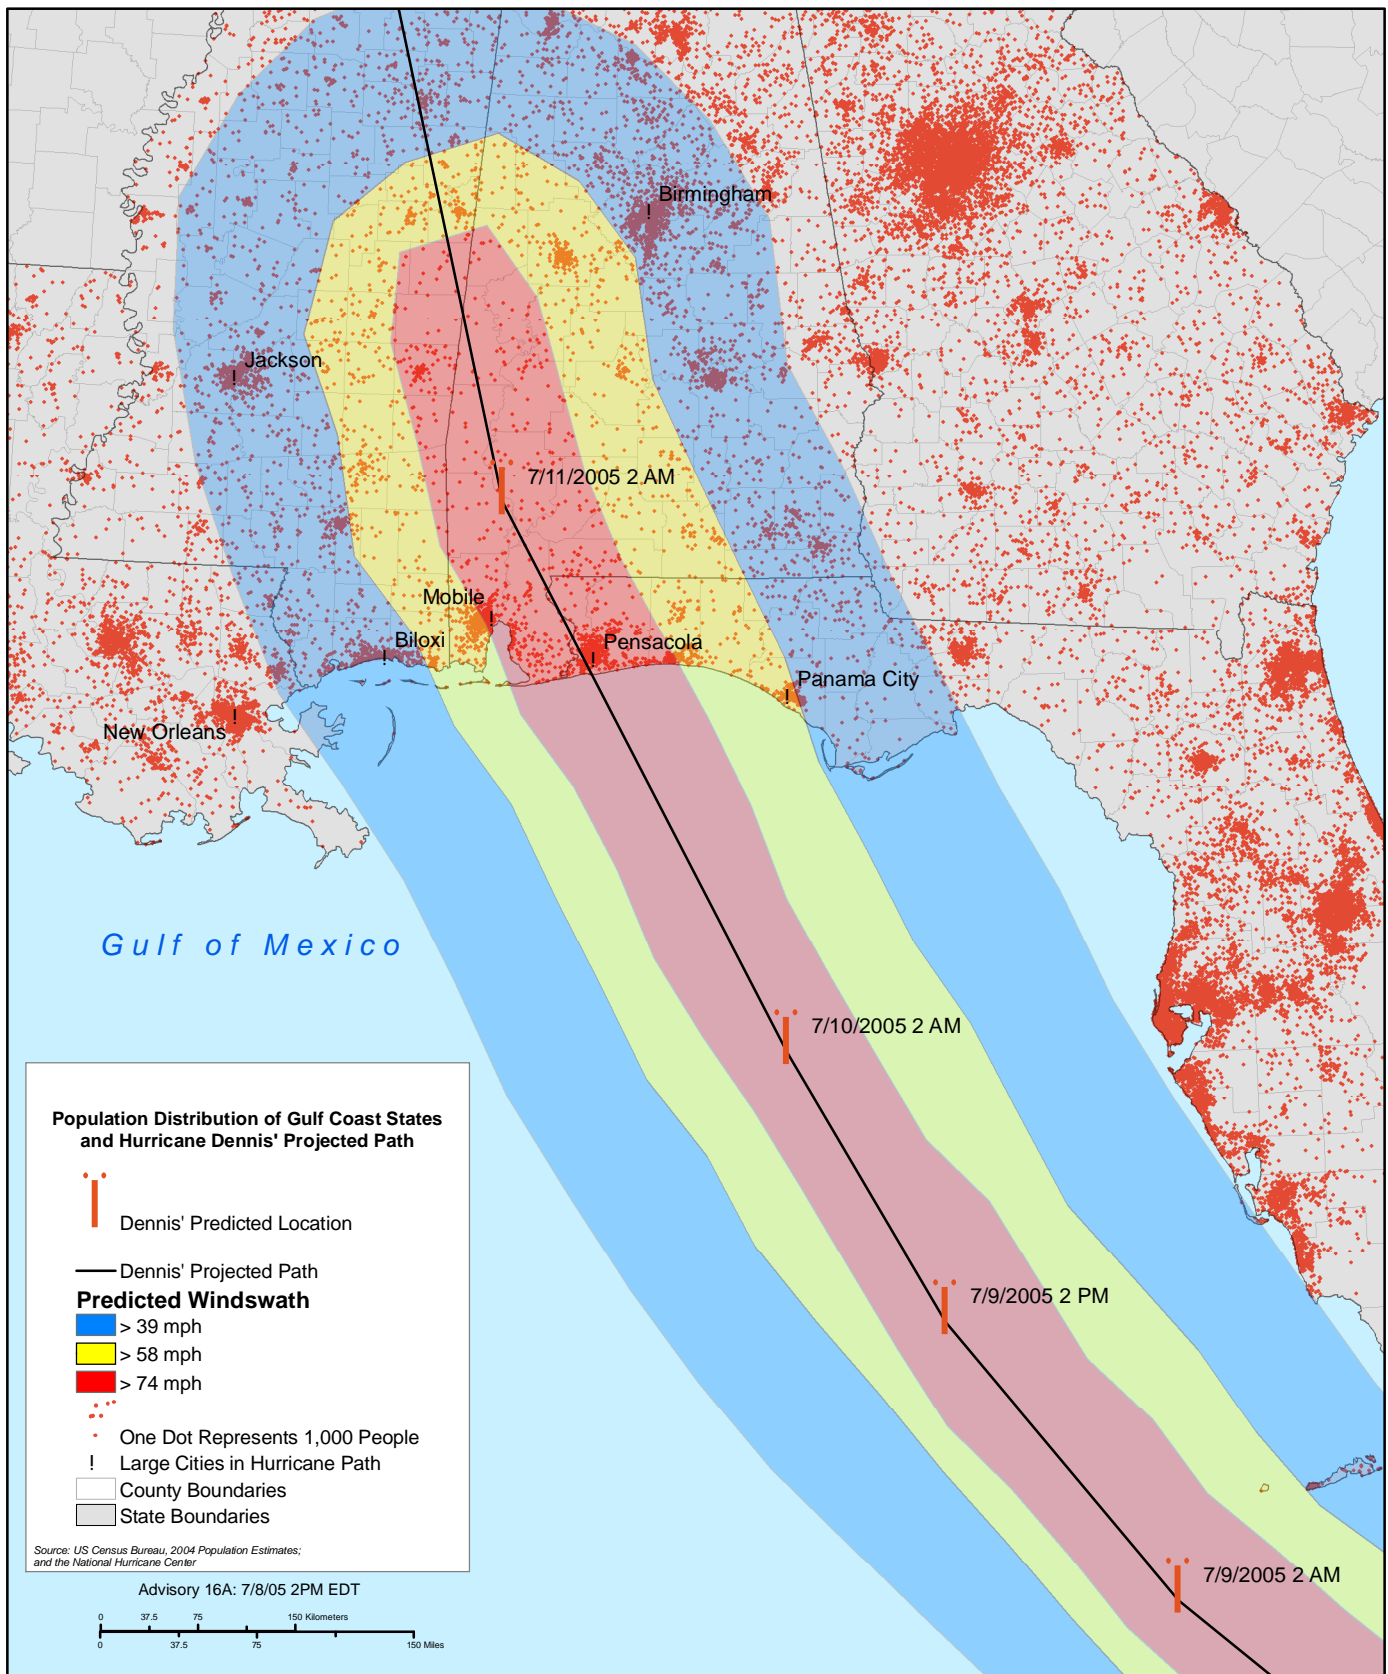 Birmingham
!
Jackson
!
7/11/2005 2 AM
Mobile
!
Biloxi
!
Pensacola
!
Panama City
!
New Orleans
!
Gulf of Mexico
7/10/2005 2 AM
7/9/2005 2 PM
7/9/2005 2 AM
Population Distribution of Gulf Coast States
and Hurricane Dennis' Projected Path
Dennis' Predicted Location
Dennis' Projected Path
Predicted Windswath
> 39 mph
> 58 mph
> 74 mph
One Dot Represents 1,000 People
! Large Cities in Hurricane Path
County Boundaries
State Boundaries
Source: US Census Bureau, 2004 Population Estimates;
and the National Hurricane Center
Advisory 16A: 7/8/05 2PM EDT
0 37.5 75 150 Kilometers
0 37.5 75 150 Miles